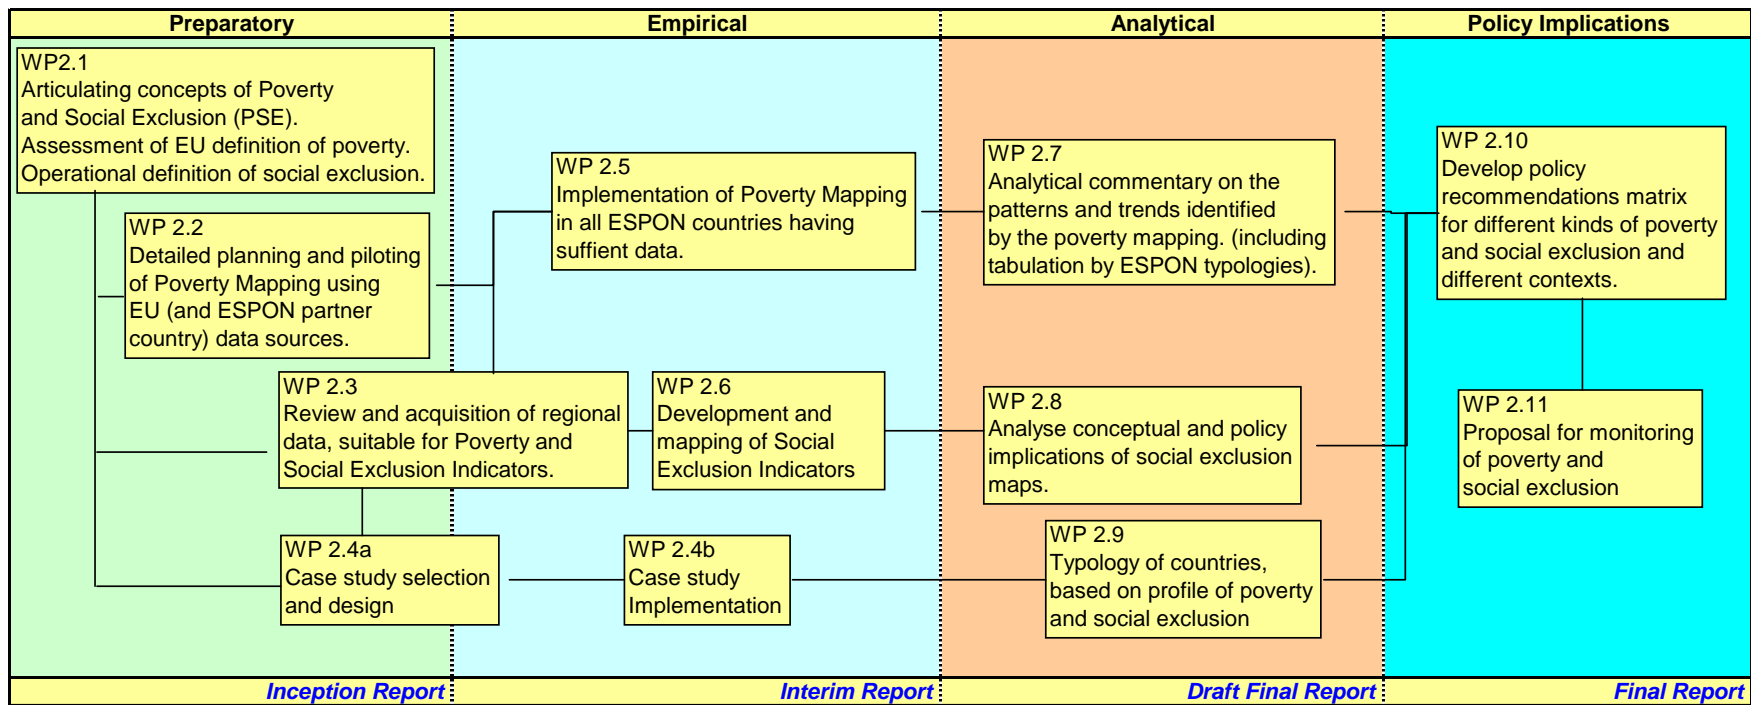 Preparatory
Empirical
Analytical
Policy Implications
WP2.1
Articulating concepts of Poverty
and Social Exclusion (PSE).
Assessment of EU definition of poverty.
Operational definition of social exclusion.
WP 2.2
Detailed planning and piloting
of Poverty Mapping using
EU (and ESPON partner
country) data sources.
WP 2.3
Review and acquisition of regional
data, suitable for Poverty and
Social Exclusion Indicators.
WP 2.4a
Case study selection
and design
WP 2.5
Implementation of Poverty Mapping
in all ESPON countries having
suffient data.
WP 2.6
Development and
mapping of Social
Exclusion Indicators
WP 2.4b
Case study
Implementation
WP 2.7
Analytical commentary on the
patterns and trends identified
by the poverty mapping. (including
tabulation by ESPON typologies).
WP 2.8
Analyse conceptual and policy
implications of social exclusion
maps.
WP 2.9
Typology of countries,
based on profile of poverty
and social exclusion
WP 2.10
Develop policy
recommendations matrix
for different kinds of poverty
and social exclusion and
different contexts.
WP 2.11
Proposal for monitoring
of poverty and
social exclusion
Inception Report
Interim Report
Draft Final Report
Final Report